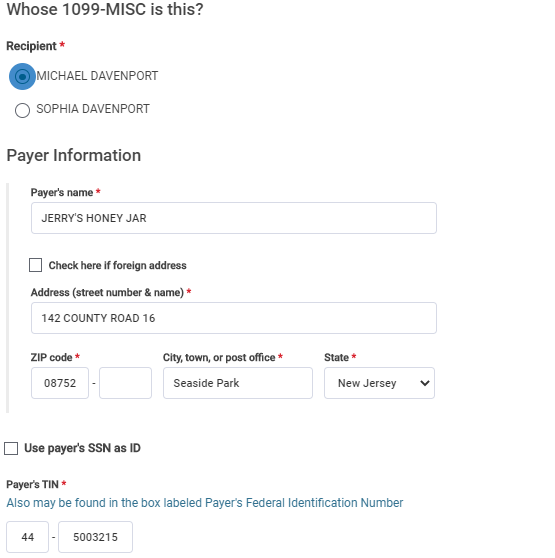 Whose 1099-MISC is this?
Recipient *
MICHAEL DAVENPORT
SOPHIA DAVENPORT
Payer Information
Payer's name *
JERRY'S HONEY JAR
Check here if foreign address
Address (street number & name) *
142 COUNTY ROAD 16
ZIP code * City, town, or post office * State *
08752 - Seaside Park New Jersey
Use payer's SSN as ID
Payer's TIN *
Also may be found in the box labeled Payer's Federal Identification Number
44 - 5003215